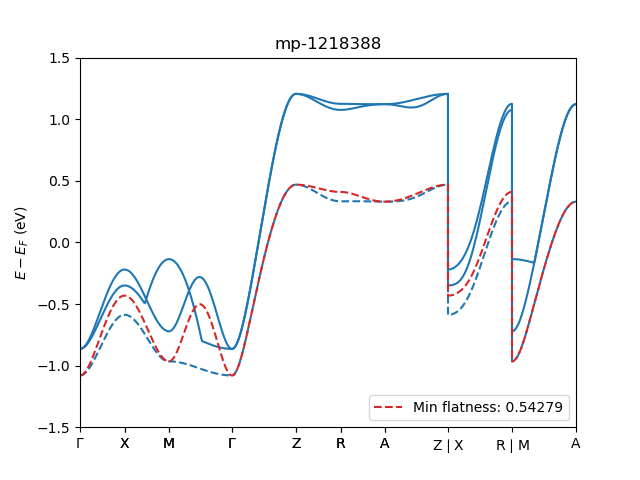 mp-1218388
1.5
1.0
0.5
0.0
−0.5
−1.0
−1.5
E − E_F (eV)
Min flatness: 0.54279
Γ X M Γ Z R A Z | X R | M A